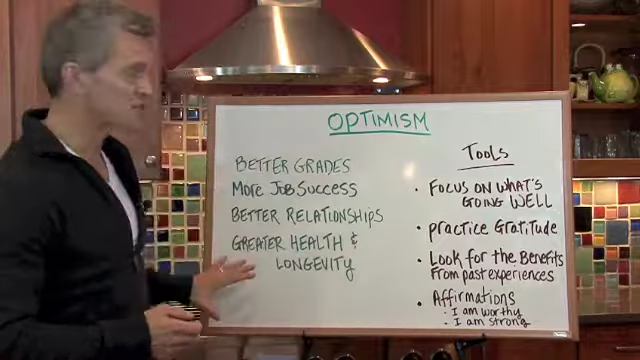 OPTIMISM
BETTER GRADES
MORE JOB SUCCESS
BETTER RELATIONSHIPS
GREATER HEALTH &
LONGEVITY
Tools
• FOCUS ON WHAT'S
GOING WELL
• practice Gratitude
• Look for the Benefits
From past experiences
• Affirmations
- I am worthy
- I am strong